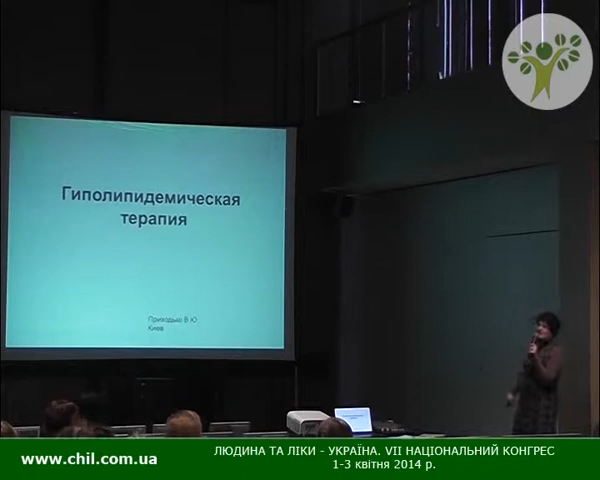 Гиполипидемическая
терапия
Приходько В.Ю.
Киев
www.chil.com.ua
ЛЮДИНА ТА ЛІКИ - УКРАЇНА. VII НАЦІОНАЛЬНИЙ КОНГРЕС
1-3 квітня 2014 р.